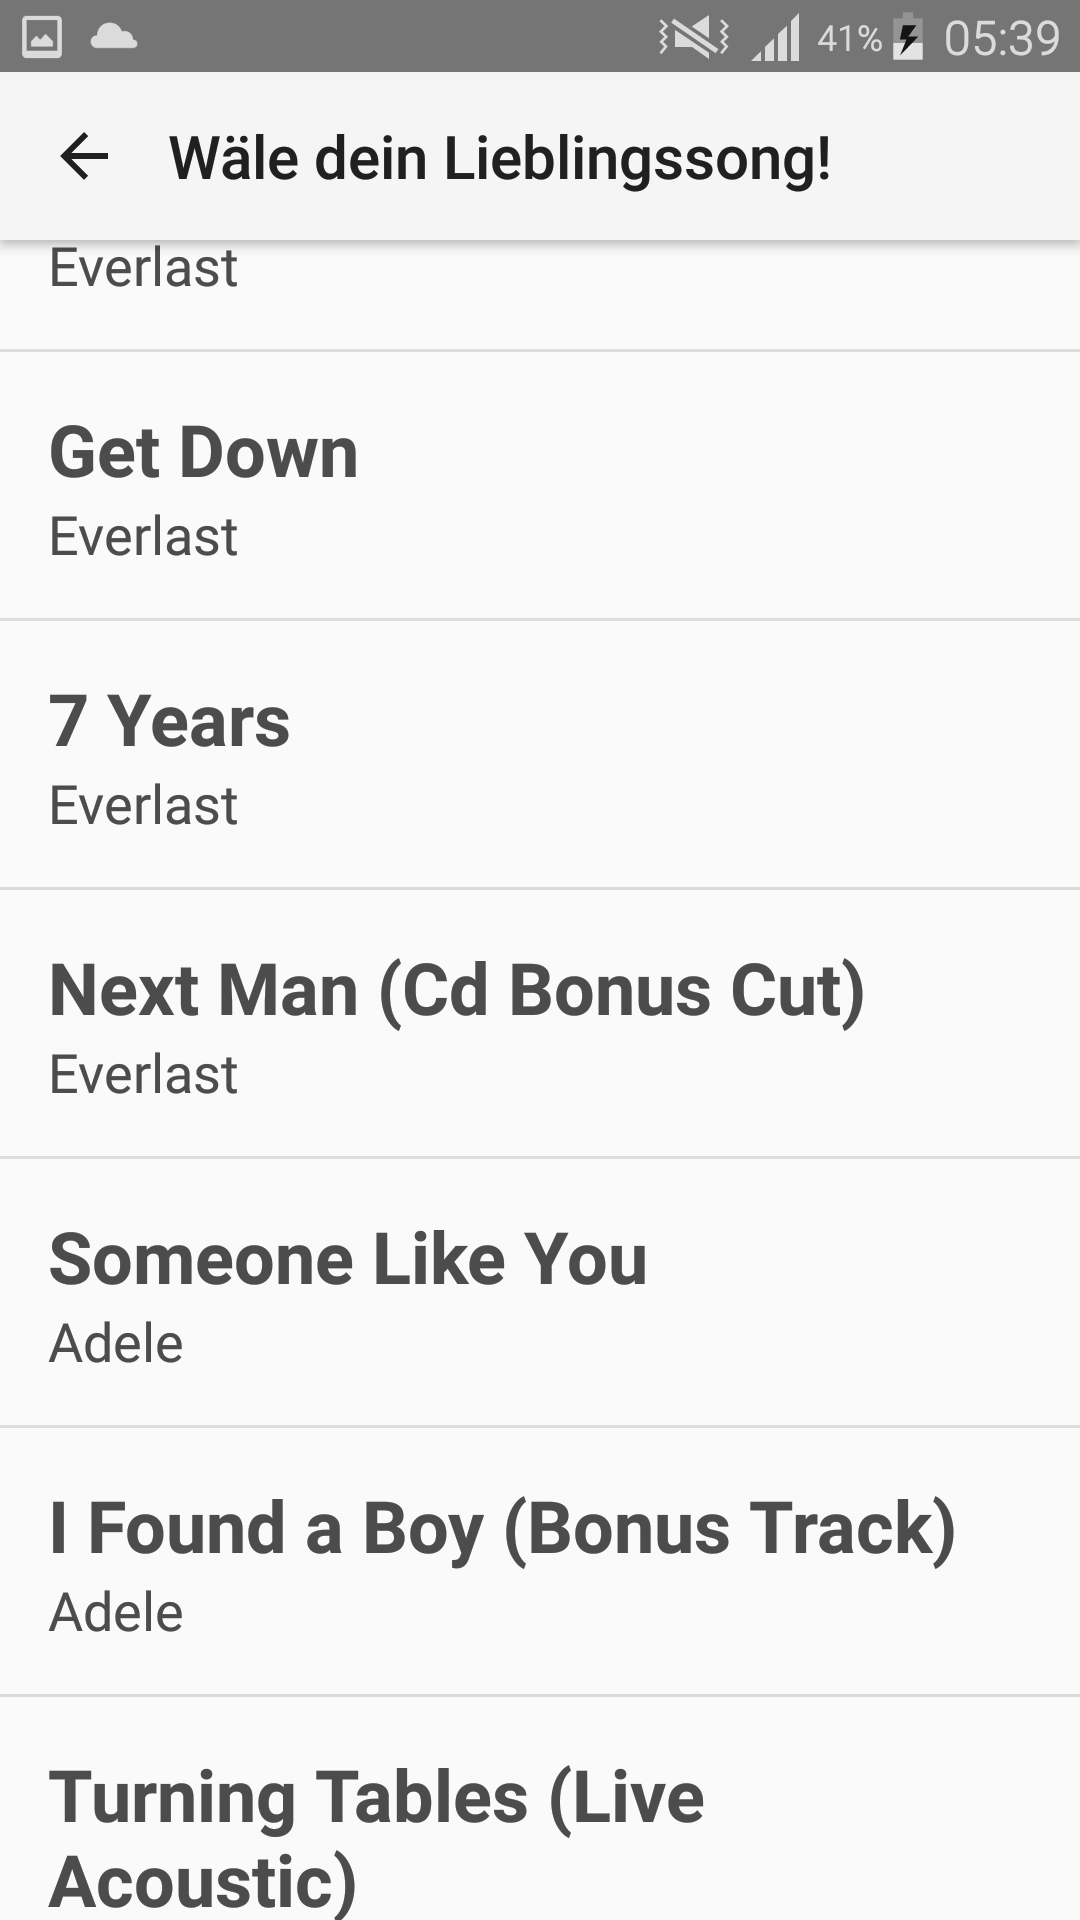 41% 05:39
Wäle dein Lieblingssong!
Everlast
Get Down
Everlast
7 Years
Everlast
Next Man (Cd Bonus Cut)
Everlast
Someone Like You
Adele
I Found a Boy (Bonus Track)
Adele
Turning Tables (Live
Acoustic)